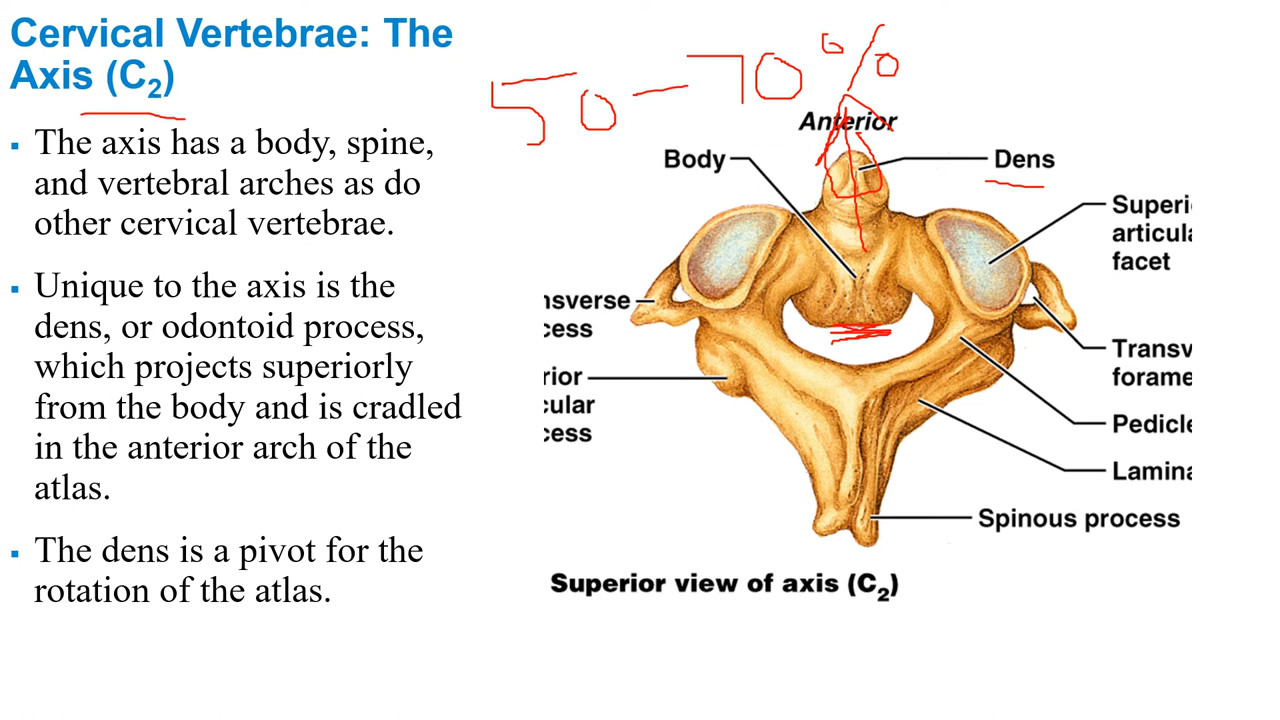 Cervical Vertebrae: The
Axis (C₂)
▪ The axis has a body, spine,
and vertebral arches as do
other cervical vertebrae.
▪ Unique to the axis is the
dens, or odontoid process,
which projects superiorly
from the body and is cradled
in the anterior arch of the
atlas.
▪ The dens is a pivot for the
rotation of the atlas.
50-70%
Anterior
Body
Dens
Superi
articula
facet
nsverse
cess
rior
cular
cess
Transv
forame
Pedicle
Lamina
Spinous process
Superior view of axis (C₂)